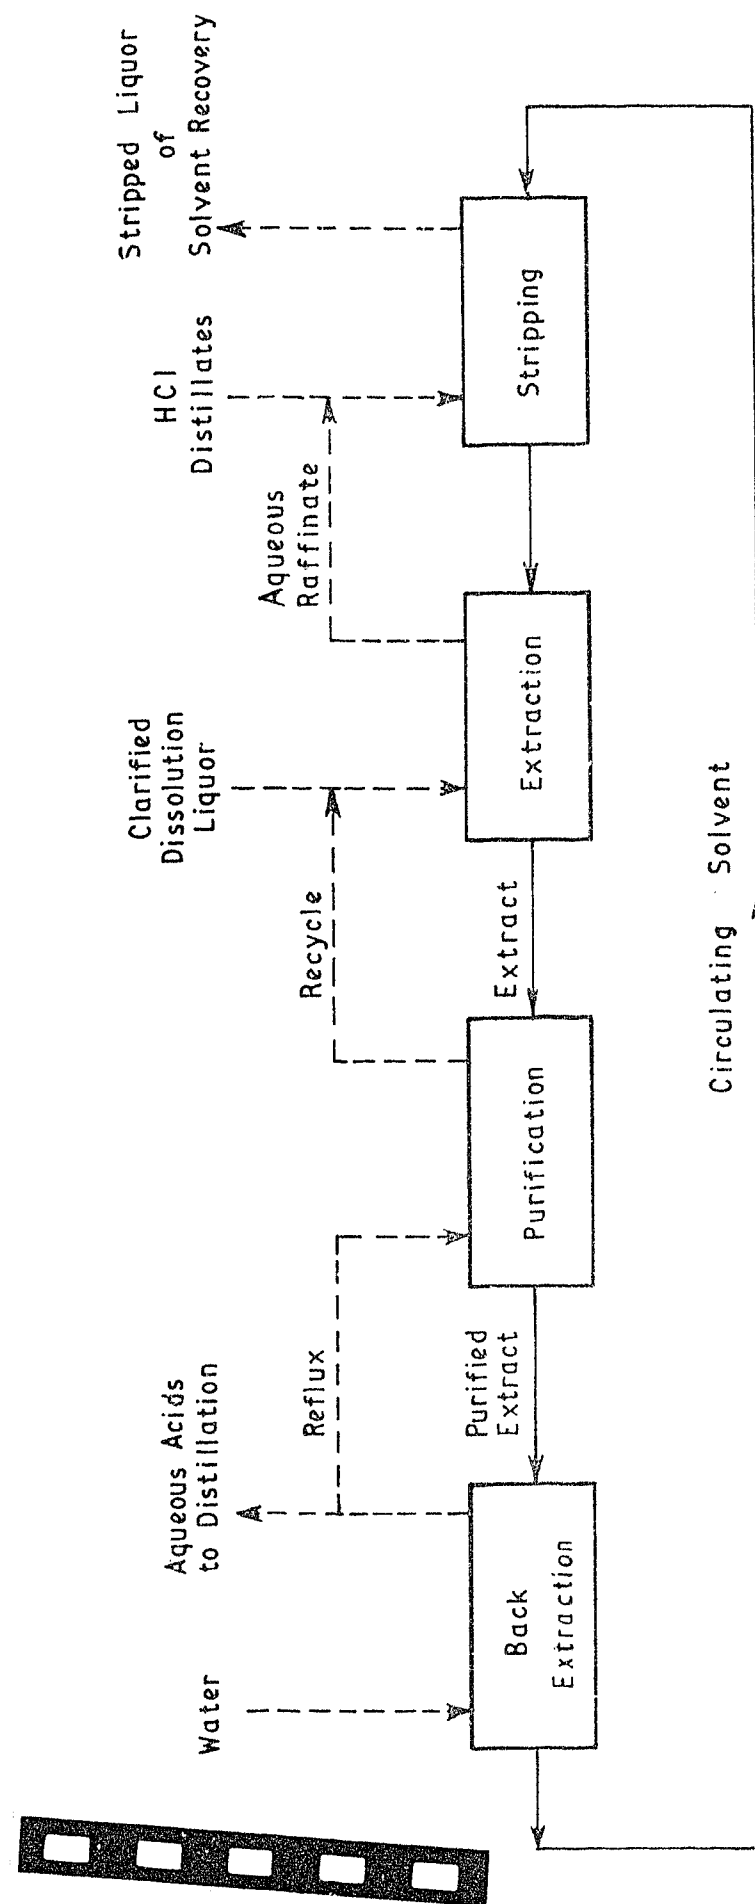 Water
Aqueous Acids
to Distillation
Reflux
Clarified
Dissolution
Liquor
Recycle
Aqueous
Raffinate
HCl
Distillates
Stripped Liquor
of
Solvent Recovery
Back
Extraction
Purified
Extract
Purification
Extract
Extraction
Stripping
Circulating Solvent